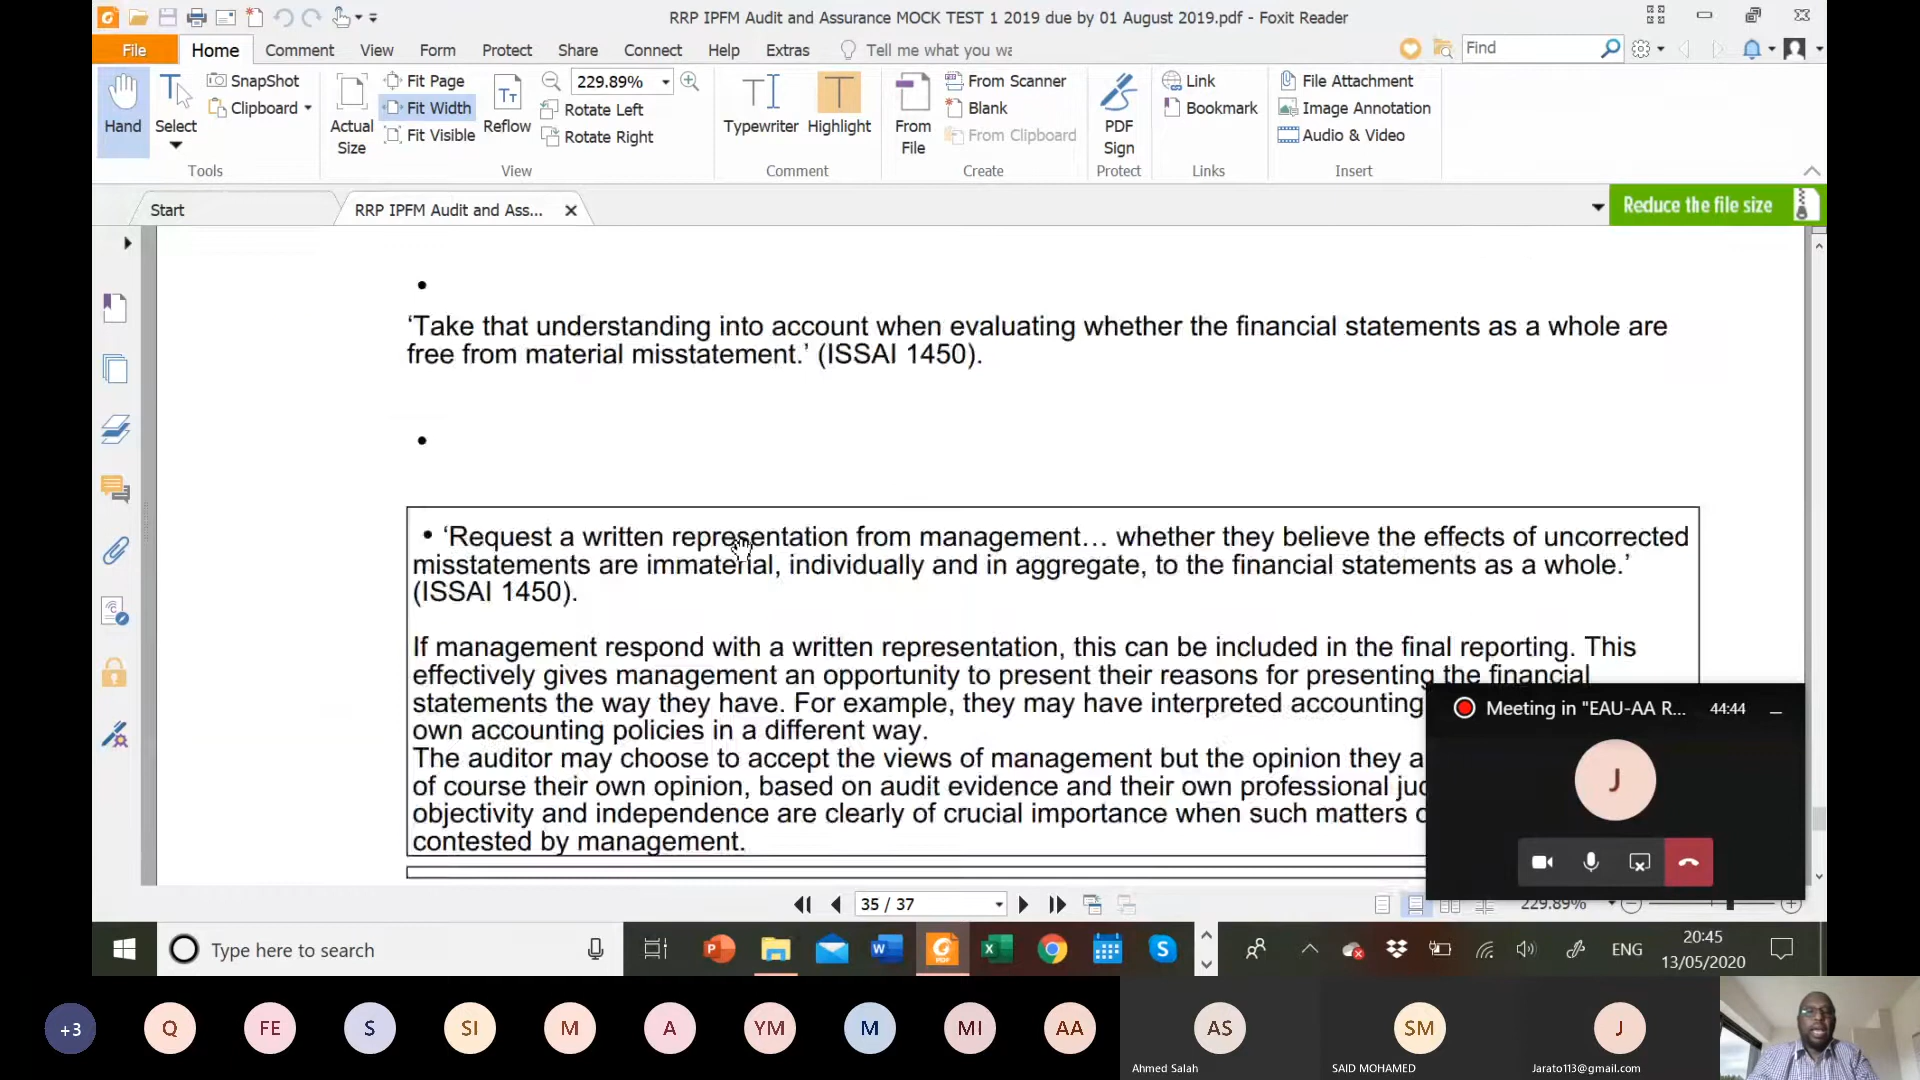 RRP IPFM Audit and Assurance MOCK TEST 1 2019 due by 01 August 2019.pdf - Foxit Reader
File Home Comment View Form Protect Share Connect Help Extras Tell me what you wa Find
SnapShot
Clipboard
Hand
Select
Actual Size
Fit Page
Fit Width
Fit Visible
Reflow
229.89%
Rotate Left
Rotate Right
Typewriter
Highlight
From File
From Scanner
Blank
From Clipboard
PDF Sign
Link
Bookmark
File Attachment
Image Annotation
Audio & Video
Tools View Comment Create Protect Links Insert
Start
RRP IPFM Audit and Ass...
Reduce the file size
•
‘Take that understanding into account when evaluating whether the financial statements as a whole are
free from material misstatement.’ (ISSAI 1450).
•
• ‘Request a written representation from management… whether they believe the effects of uncorrected
misstatements are immaterial, individually and in aggregate, to the financial statements as a whole.’
(ISSAI 1450).
If management respond with a written representation, this can be included in the final reporting. This
effectively gives management an opportunity to present their reasons for presenting the financial
statements the way they have. For example, they may have interpreted accounting
own accounting policies in a different way.
The auditor may choose to accept the views of management but the opinion they a
of course their own opinion, based on audit evidence and their own professional
objectivity and independence are clearly of crucial importance when such matters
contested by management.
Meeting in "EAU-AA R... 44:44
J
35 / 37
229.89%
Type here to search
ENG
20:45
13/05/2020
+3 Q FE S SI M A YM M MI AA AS SM J
Ahmed Salah
SAID MOHAMED
Jarato113@gmail.com